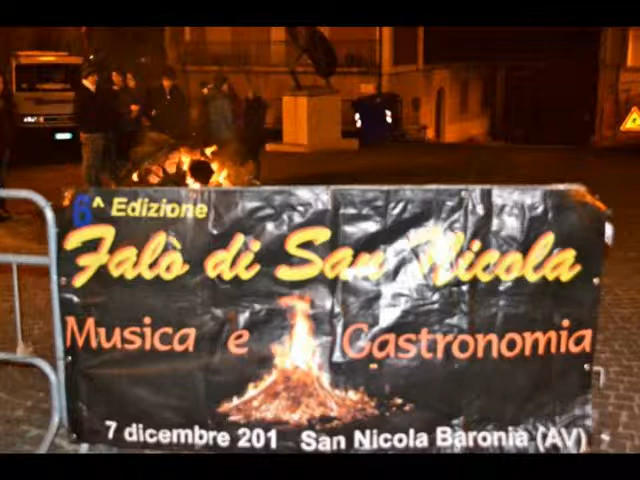 6^ Edizione
Falò di San Nicola
Musica e Gastronomia
7 dicembre 201 San Nicola Baronia (AV)